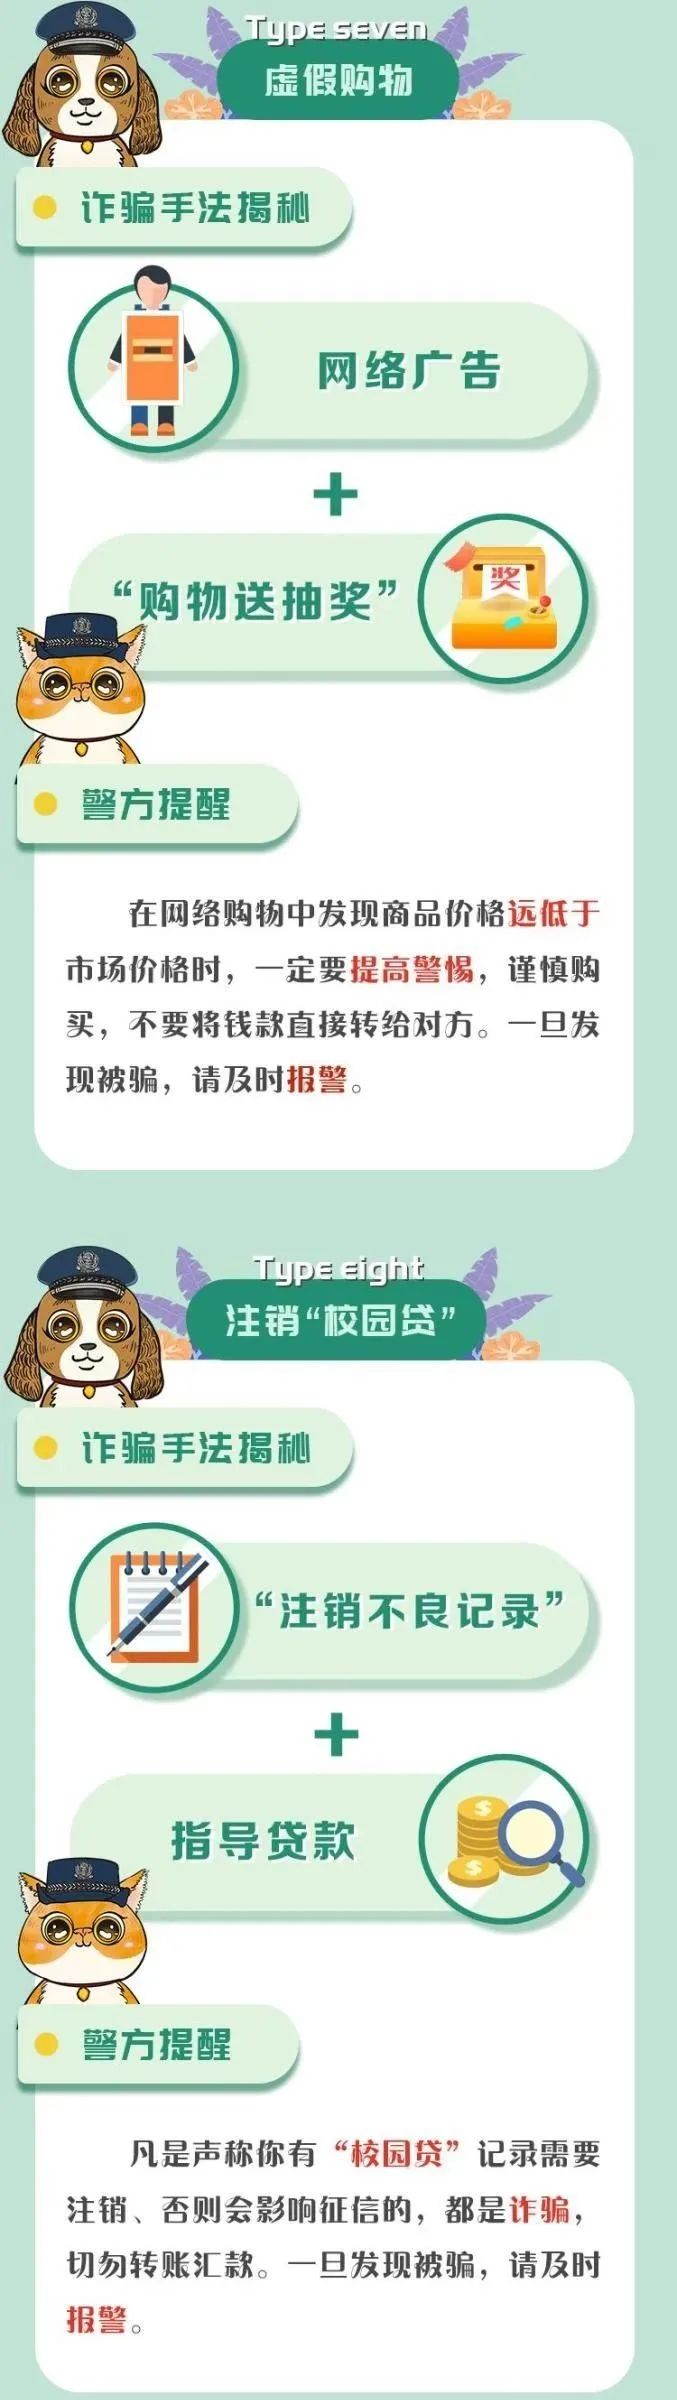 Type seven
虚假购物
诈骗手法揭秘
网络广告
+
“购物送抽奖”
奖
警方提醒
在网络购物中发现商品价格远低于
市场价格时，一定要提高警惕，谨慎购
买，不要将钱款直接转给对方。一旦发
现被骗，请及时报警。
Type eight
注销“校园贷”
诈骗手法揭秘
“注销不良记录”
+
指导贷款
$
$
警方提醒
凡是声称你有“校园贷”记录需要
注销、否则会影响征信的，都是诈骗，
切勿转账汇款。一旦发现被骗，请及时
报警。